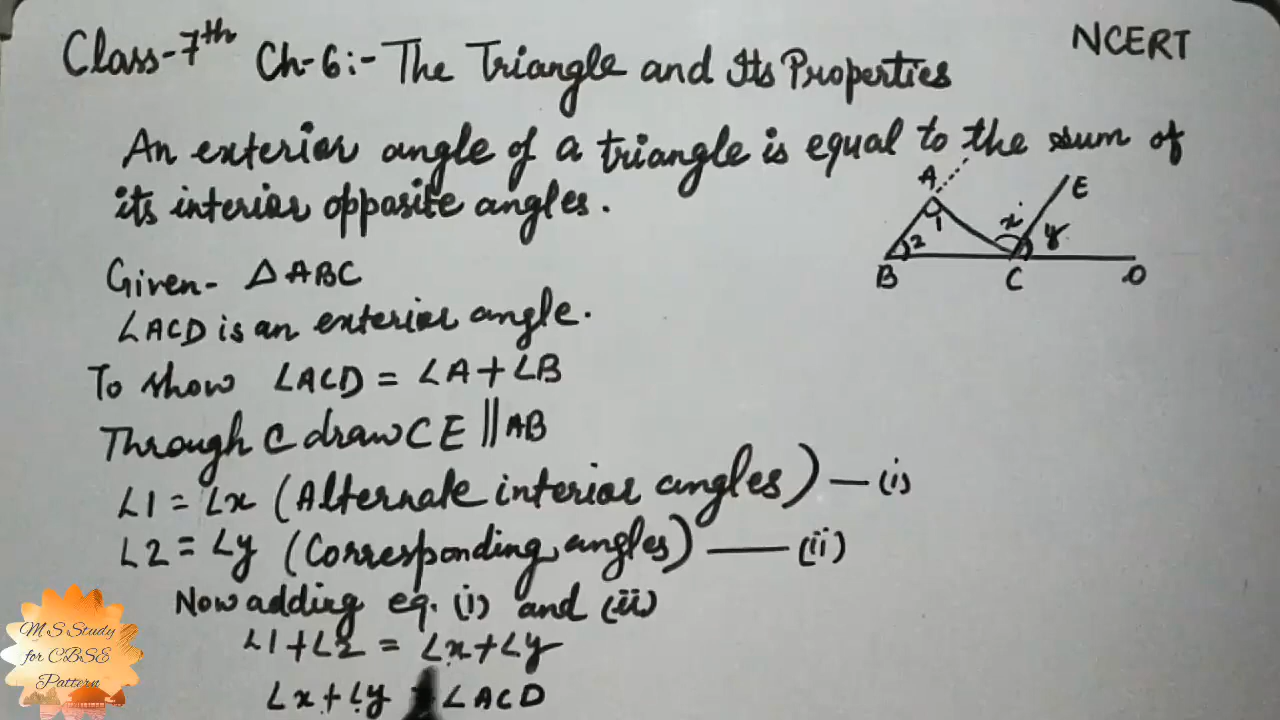 Class-7th Ch-6:- The Triangle and Its Properties
NCERT
An exterior angle of a triangle is equal to the sum of
its interior opposite angles.
A
E
1
x
2
y
B
C
D
Given- △ABC
∠ACD is an exterior angle.
To show ∠ACD = ∠A+∠B
Through C draw CE ∥ AB
∠1 = ∠x (Alternate interior angles) — (i)
∠2 = ∠y (Corresponding angles) — (ii)
Now adding eq. (i) and (ii)
∠1+∠2 = ∠x+∠y
∠x+∠y = ∠ACD
MS Study
for CBSE
Pattern